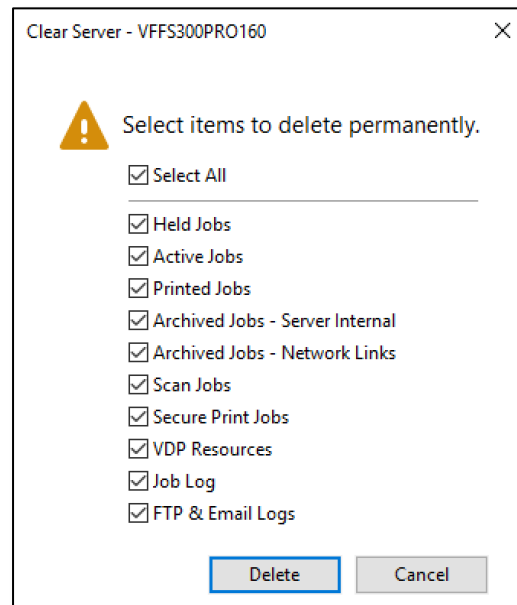 Clear Server - VFFS300PRO160
Select items to delete permanently.
Select All
Held Jobs
Active Jobs
Printed Jobs
Archived Jobs - Server Internal
Archived Jobs - Network Links
Scan Jobs
Secure Print Jobs
VDP Resources
Job Log
FTP & Email Logs
Delete Cancel